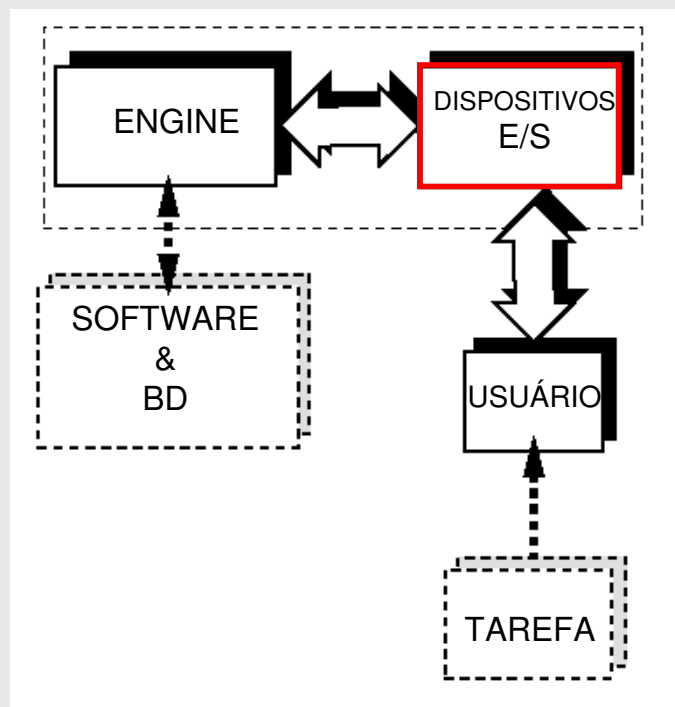 ENGINE
DISPOSITIVOS
E/S
SOFTWARE
&
BD
USUÁRIO
TAREFA